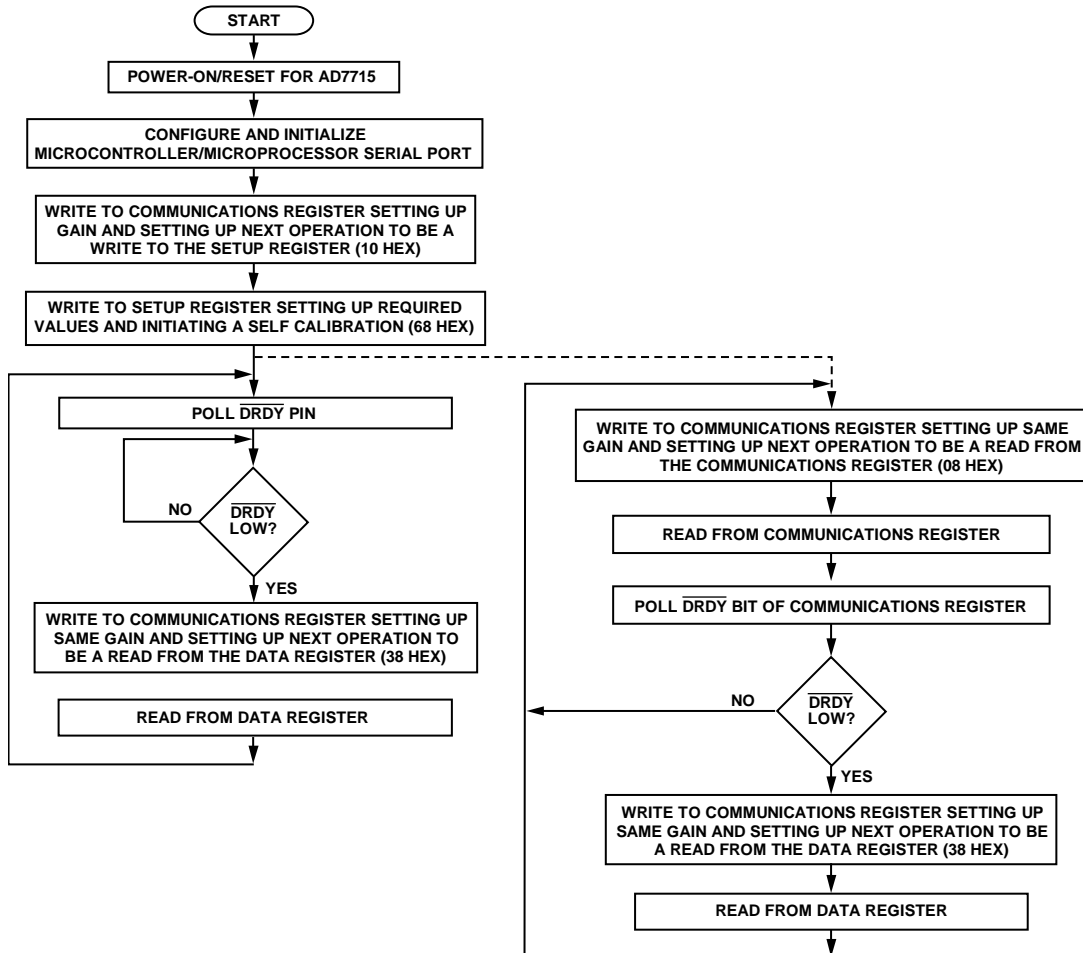 START
POWER-ON/RESET FOR AD7715
CONFIGURE AND INITIALIZE
MICROCONTROLLER/MICROPROCESSOR SERIAL PORT
WRITE TO COMMUNICATIONS REGISTER SETTING UP
GAIN AND SETTING UP NEXT OPERATION TO BE A
WRITE TO THE SETUP REGISTER (10 HEX)
WRITE TO SETUP REGISTER SETTING UP REQUIRED
VALUES AND INITIATING A SELF CALIBRATION (68 HEX)
POLL DRDY PIN
NO
DRDY
LOW?
YES
WRITE TO COMMUNICATIONS REGISTER SETTING UP
SAME GAIN AND SETTING UP NEXT OPERATION TO
BE A READ FROM THE DATA REGISTER (38 HEX)
READ FROM DATA REGISTER
WRITE TO COMMUNICATIONS REGISTER SETTING UP SAME
GAIN AND SETTING UP NEXT OPERATION TO BE A READ FROM
THE COMMUNICATIONS REGISTER (08 HEX)
READ FROM COMMUNICATIONS REGISTER
POLL DRDY BIT OF COMMUNICATIONS REGISTER
NO
DRDY
LOW?
YES
WRITE TO COMMUNICATIONS REGISTER SETTING UP
SAME GAIN AND SETTING UP NEXT OPERATION TO BE
A READ FROM THE DATA REGISTER (38 HEX)
READ FROM DATA REGISTER